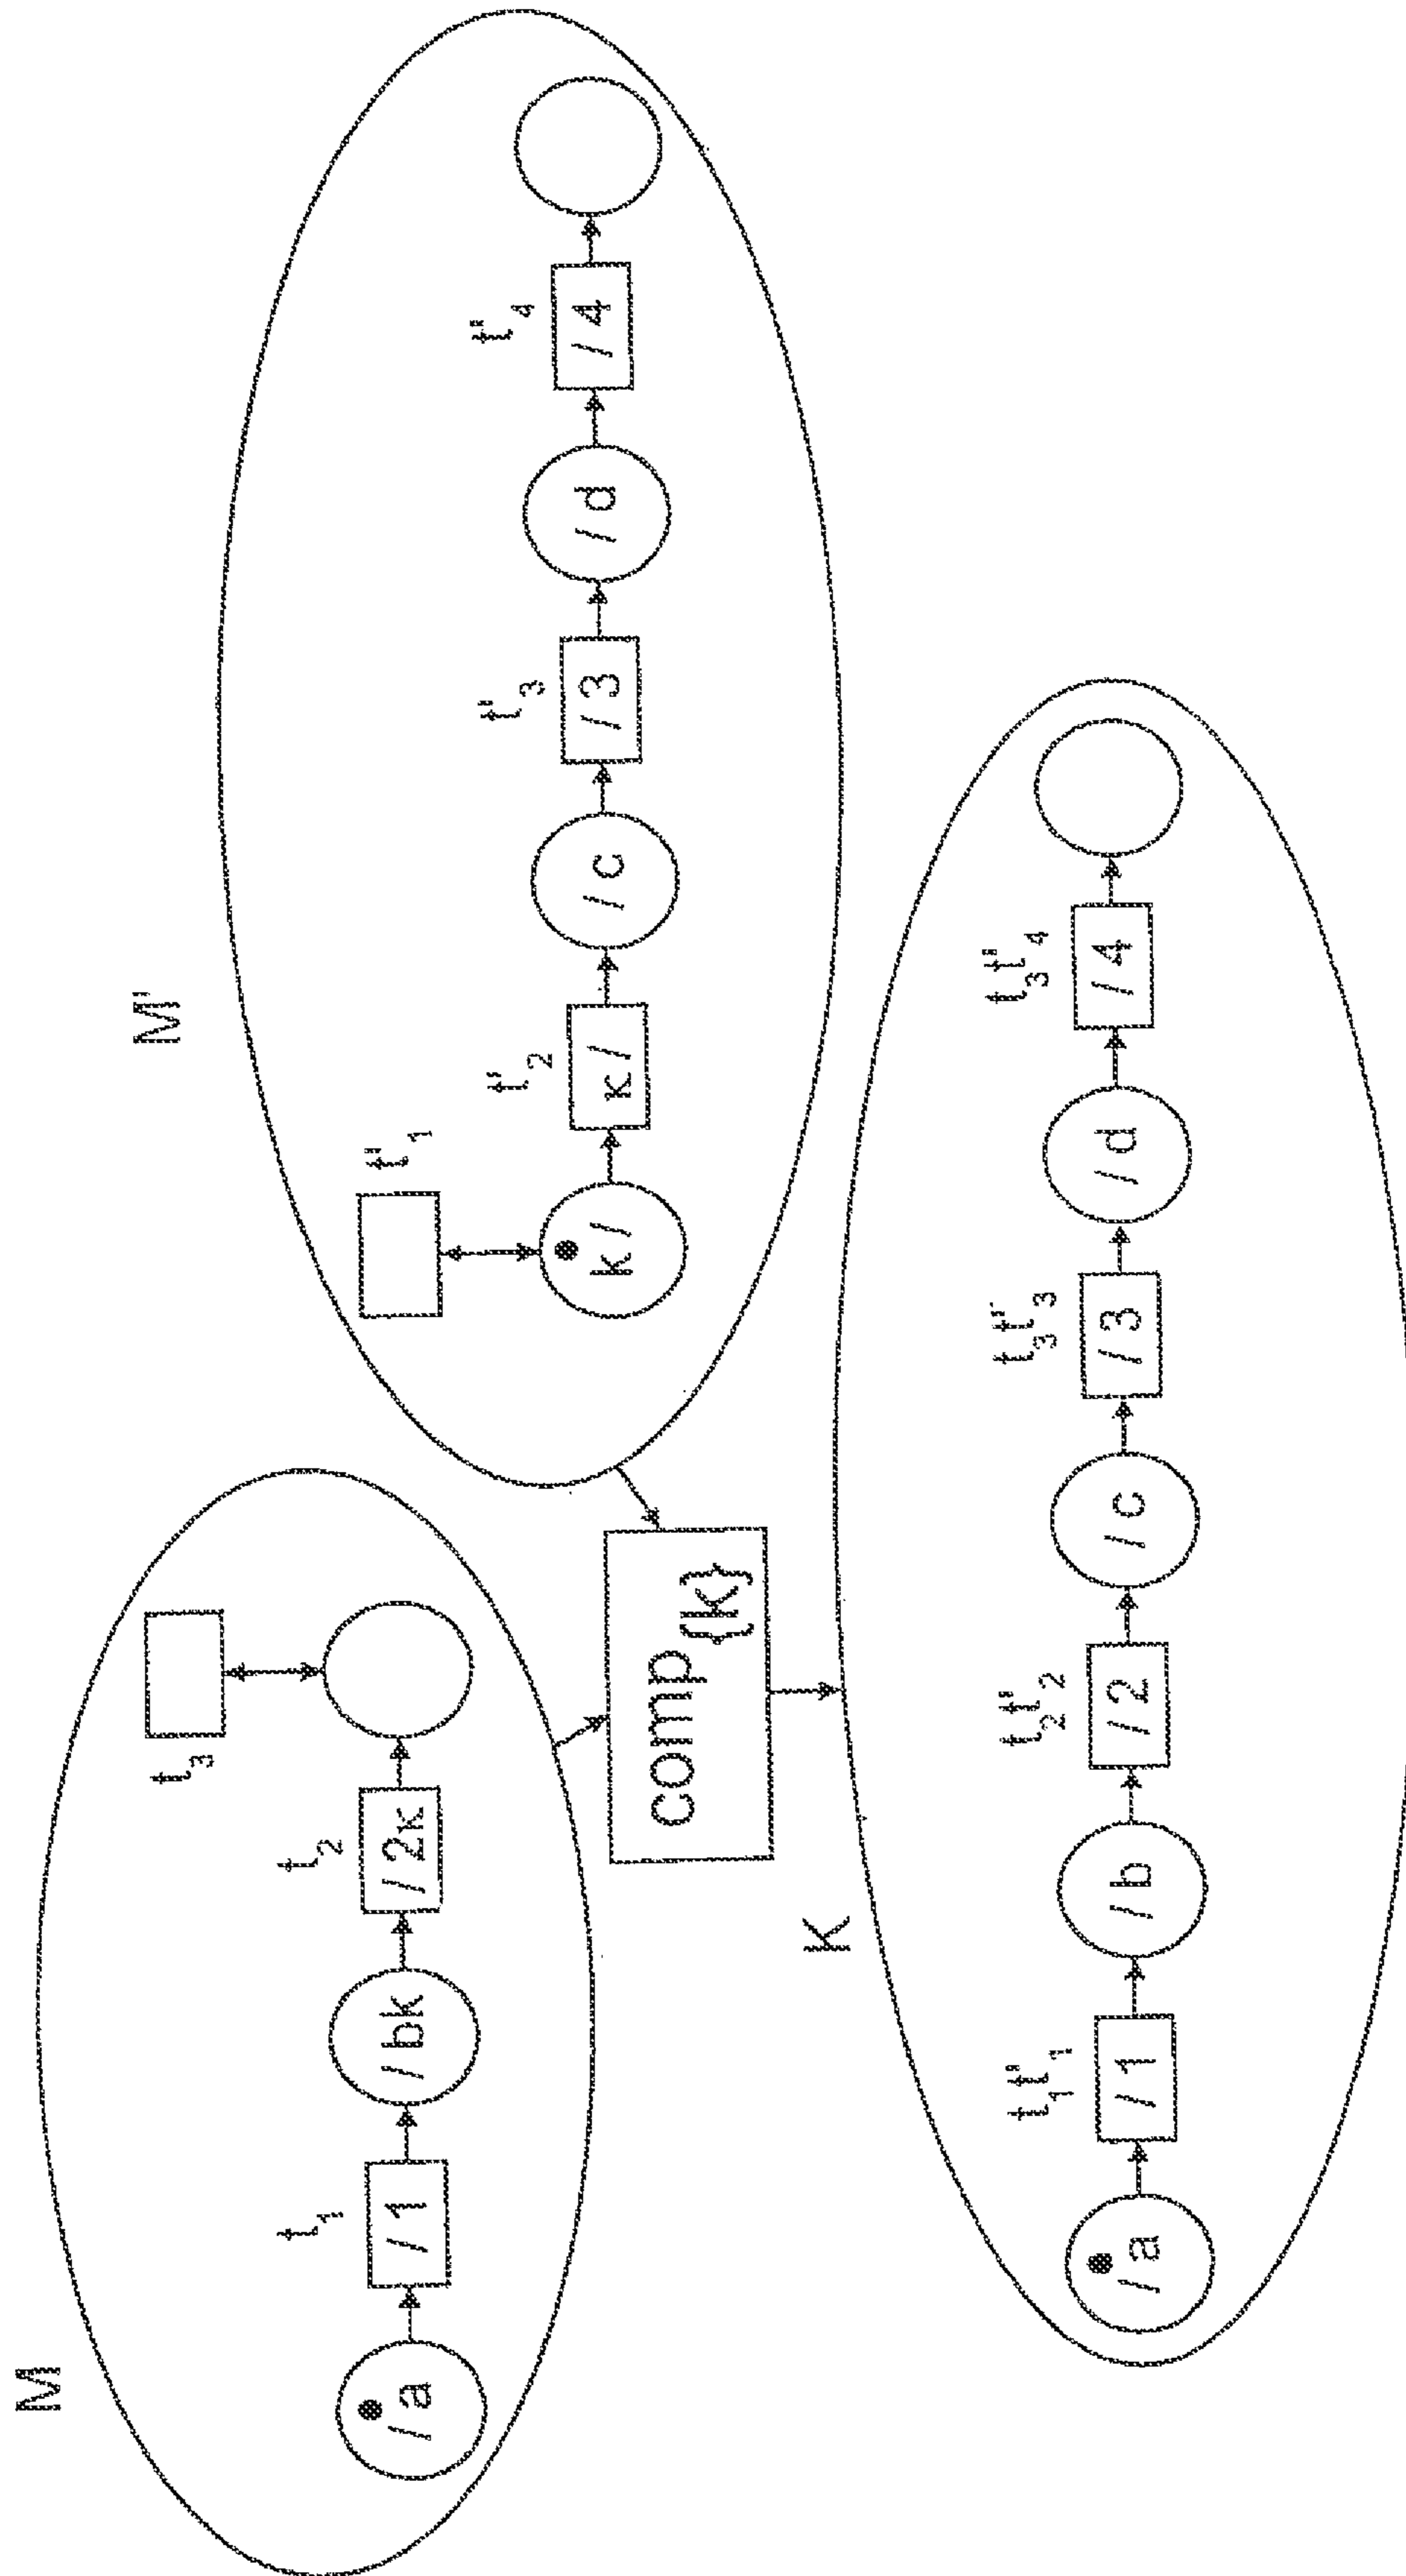 M
t₁
t₂
t₃
/a
/1
/bk
/2κ
M'
t'₁
t'₂
t'₃
t'₄
k/
κ/
/c
/3
/d
/4
comp{k}
K
t₁t'₁
t₂t'₂
t₃t'₃
t₃t'₄
/a
/1
/b
/2
/c
/3
/d
/4